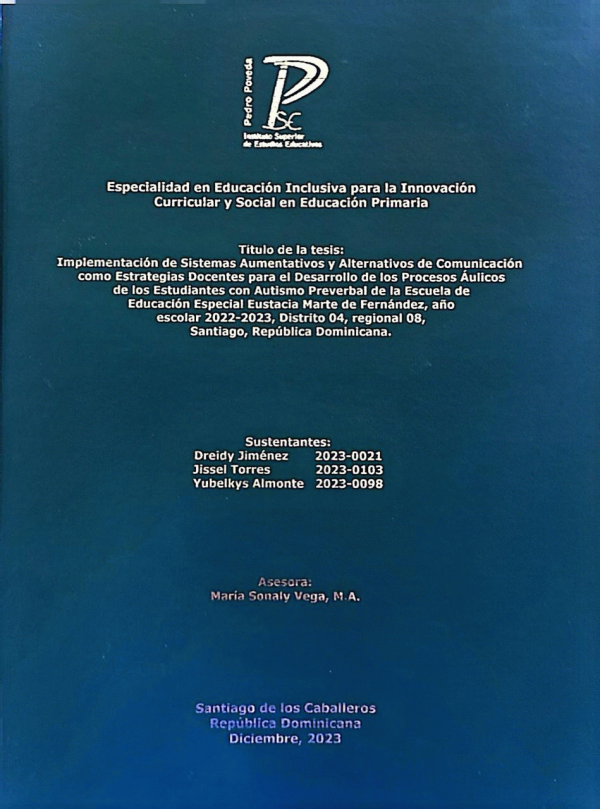 Pedro Poveda
ISE
Instituto Superior
de Estudios Educativos
Especialidad en Educación Inclusiva para la Innovación
Curricular y Social en Educación Primaria
Título de la tesis:
Implementación de Sistemas Aumentativos y Alternativos de Comunicación
como Estrategias Docentes para el Desarrollo de los Procesos Áulicos
de los Estudiantes con Autismo Preverbal de la Escuela de
Educación Especial Eustacia Marte de Fernández, año
escolar 2022-2023, Distrito 04, regional 08,
Santiago, República Dominicana.
Sustentantes:
Dreidy Jiménez 2023-0021
Jissel Torres 2023-0103
Yubelkys Almonte 2023-0098
Asesora:
María Sonaly Vega, M.A.
Santiago de los Caballeros
República Dominicana
Diciembre, 2023